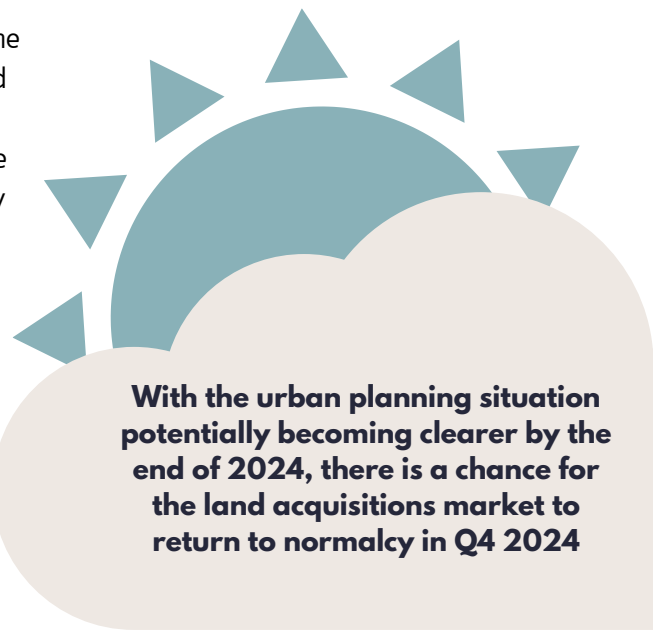 With the urban planning situation
potentially becoming clearer by the
end of 2024, there is a chance for
the land acquisitions market to
return to normalcy in Q4 2024